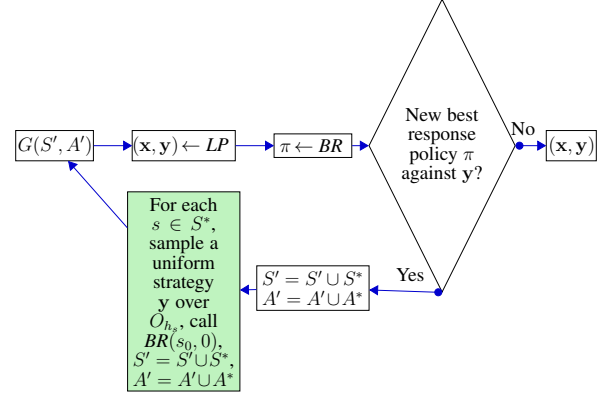 G(S′, A′)
(x, y) ← LP
π ← BR
New best
response
policy π
against y?
No
(x, y)
Yes
S′ = S′ ∪ S*
A′ = A′ ∪ A*
For each
s ∈ S*,
sample a
uniform
strategy
y over
O_{h_s}, call
BR(s₀, 0),
S′ = S′∪S*,
A′ = A′∪A*